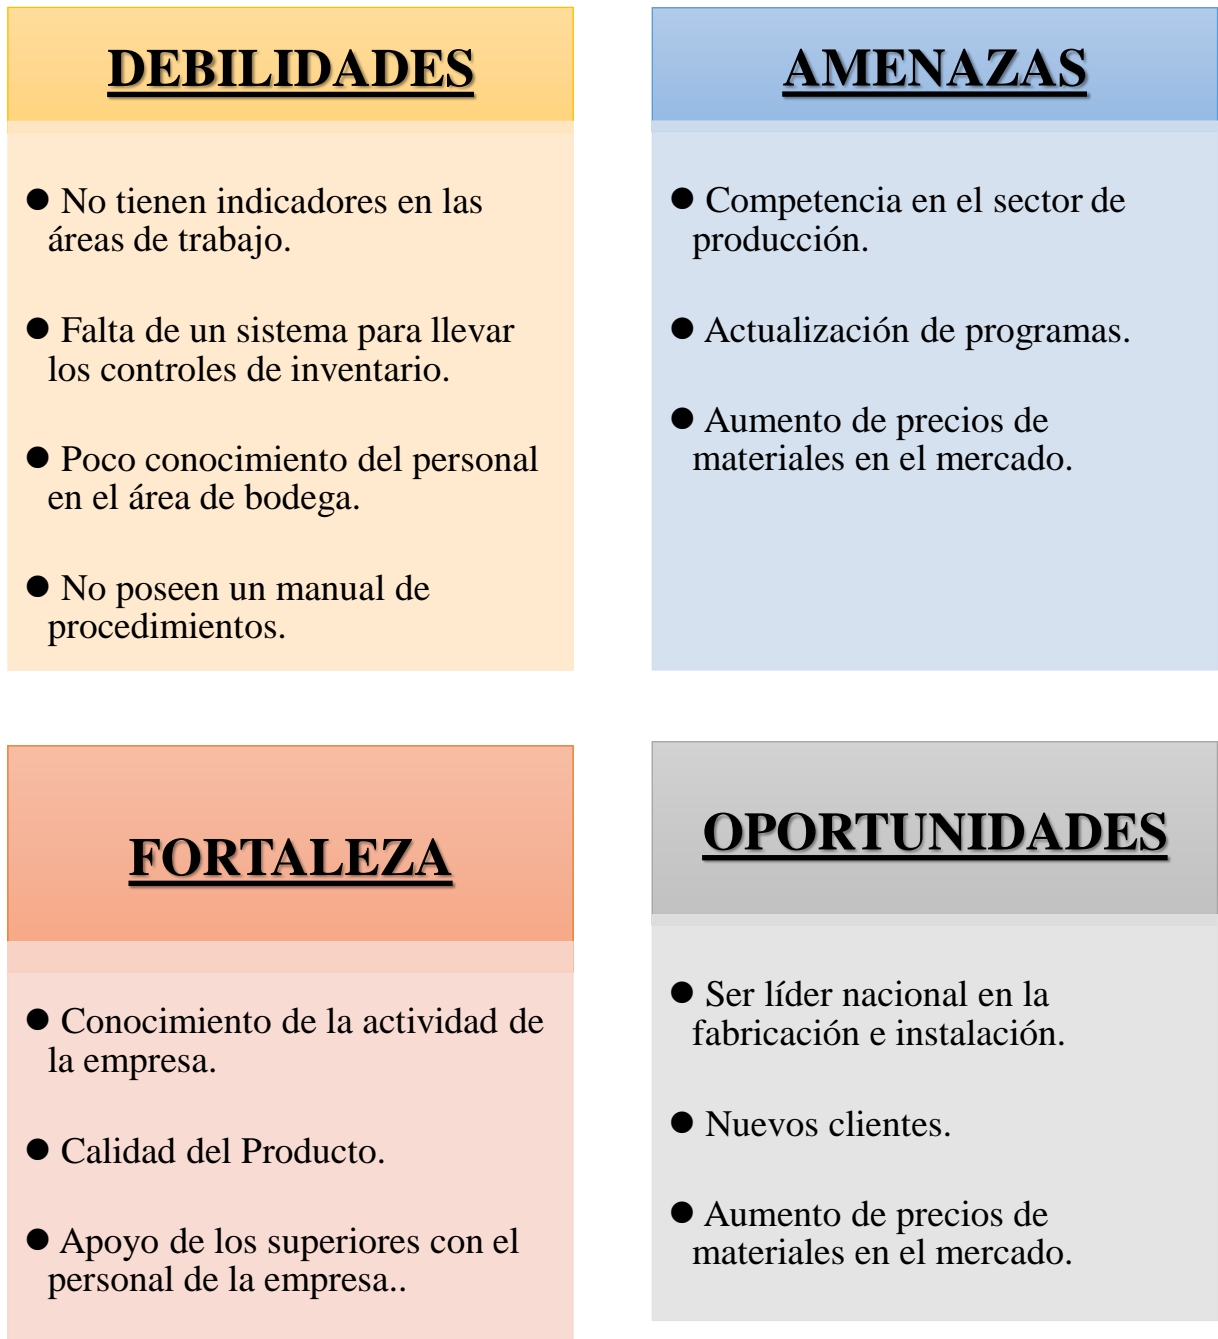 DEBILIDADES
● No tienen indicadores en las
áreas de trabajo.
● Falta de un sistema para llevar
los controles de inventario.
● Poco conocimiento del personal
en el área de bodega.
● No poseen un manual de
procedimientos.
AMENAZAS
● Competencia en el sector de
producción.
● Actualización de programas.
● Aumento de precios de
materiales en el mercado.
FORTALEZA
● Conocimiento de la actividad de
la empresa.
● Calidad del Producto.
● Apoyo de los superiores con el
personal de la empresa..
OPORTUNIDADES
● Ser líder nacional en la
fabricación e instalación.
● Nuevos clientes.
● Aumento de precios de
materiales en el mercado.